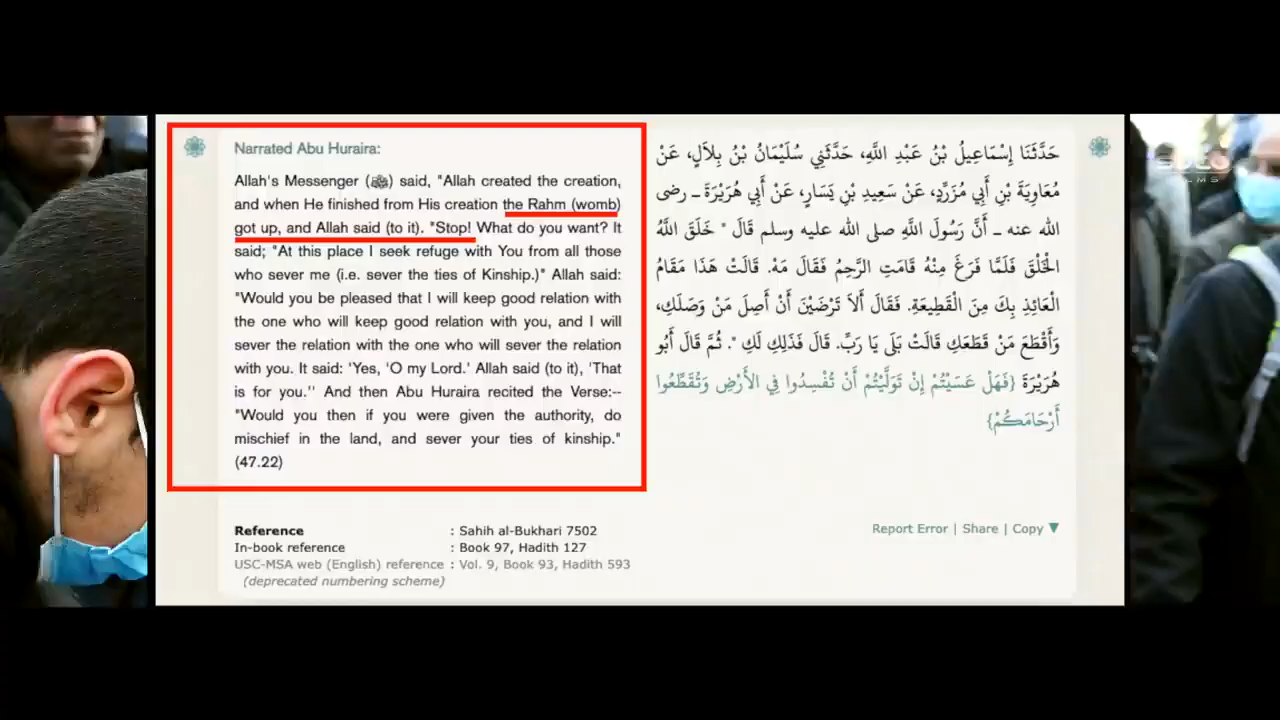 Narrated Abu Huraira:
Allah's Messenger (ﷺ) said, "Allah created the creation,
and when He finished from His creation the Rahm (womb)
got up, and Allah said (to it). "Stop! What do you want? It
said; "At this place I seek refuge with You from all those
who sever me (i.e. sever the ties of Kinship.)" Allah said:
"Would you be pleased that I will keep good relation with
the one who will keep good relation with you, and I will
sever the relation with the one who will sever the relation
with you. It said: 'Yes, 'O my Lord.' Allah said (to it), 'That
is for you.'' And then Abu Huraira recited the Verse:--
"Would you then if you were given the authority, do
mischief in the land, and sever your ties of kinship."
(47.22)
حَدَّثَنَا إِسْمَاعِيلُ بْنُ عَبْدِ اللَّهِ، حَدَّثَنِي سُلَيْمَانُ بْنُ بِلاَلٍ، عَنْ
مُعَاوِيَةَ بْنِ أَبِي مُزَرِّدٍ، عَنْ سَعِيدِ بْنِ يَسَارٍ، عَنْ أَبِي هُرَيْرَةَ ـ رضى
الله عنه ـ أَنَّ رَسُولَ اللَّهِ صلى الله عليه وسلم قَالَ " خَلَقَ اللَّهُ
الْخَلْقَ فَلَمَّا فَرَغَ مِنْهُ قَامَتِ الرَّحِمُ فَقَالَ مَهْ‏.‏ قَالَتْ هَذَا مَقَامُ
الْعَائِذِ بِكَ مِنَ الْقَطِيعَةِ‏.‏ فَقَالَ أَلاَ تَرْضَيْنَ أَنْ أَصِلَ مَنْ وَصَلَكِ،
وَأَقْطَعَ مَنْ قَطَعَكِ قَالَتْ بَلَى يَا رَبِّ‏.‏ قَالَ فَذَلِكِ لَكِ ".‏ ثُمَّ قَالَ أَبُو
هُرَيْرَةَ ‏{‏فَهَلْ عَسَيْتُمْ إِنْ تَوَلَّيْتُمْ أَنْ تُفْسِدُوا فِي الأَرْضِ وَتُقَطِّعُوا
أَرْحَامَكُمْ‏}‏
Reference : Sahih al-Bukhari 7502
In-book reference : Book 97, Hadith 127
USC-MSA web (English) reference : Vol. 9, Book 93, Hadith 593
(deprecated numbering scheme)
Report Error | Share | Copy ▼